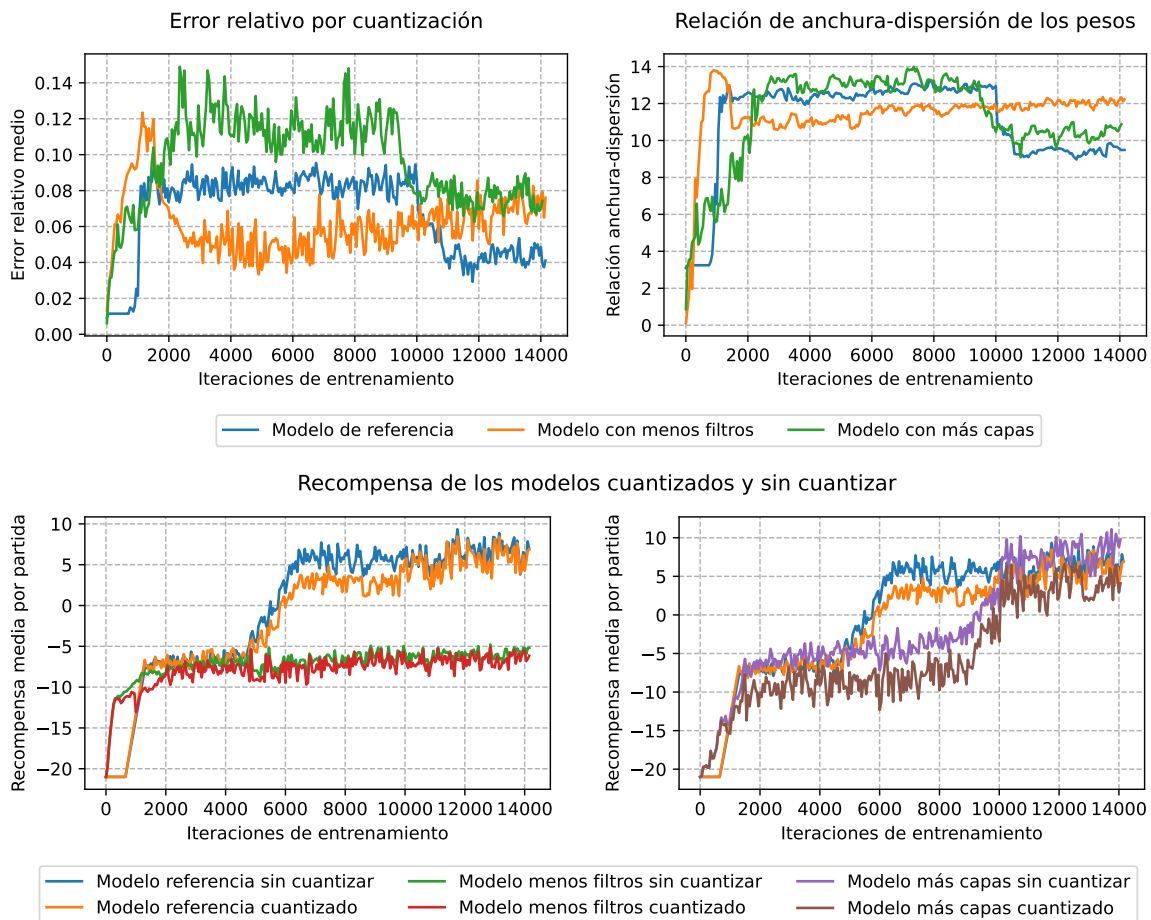 Error relativo por cuantización
Relación de anchura-dispersión de los pesos
Error relativo medio
0.14
0.12
0.10
0.08
0.06
0.04
0.02
0.00
0 2000 4000 6000 8000 10000 12000 14000
Iteraciones de entrenamiento
Relación anchura-dispersión
14
12
10
8
6
4
2
0
0 2000 4000 6000 8000 10000 12000 14000
Iteraciones de entrenamiento
Modelo de referencia Modelo con menos filtros Modelo con más capas
Recompensa de los modelos cuantizados y sin cuantizar
Recompensa media por partida
10
5
0
−5
−10
−15
−20
0 2000 4000 6000 8000 10000 12000 14000
Iteraciones de entrenamiento
Recompensa media por partida
10
5
0
−5
−10
−15
−20
0 2000 4000 6000 8000 10000 12000 14000
Iteraciones de entrenamiento
Modelo referencia sin cuantizar Modelo menos filtros sin cuantizar Modelo más capas sin cuantizar
Modelo referencia cuantizado Modelo menos filtros cuantizado Modelo más capas cuantizado